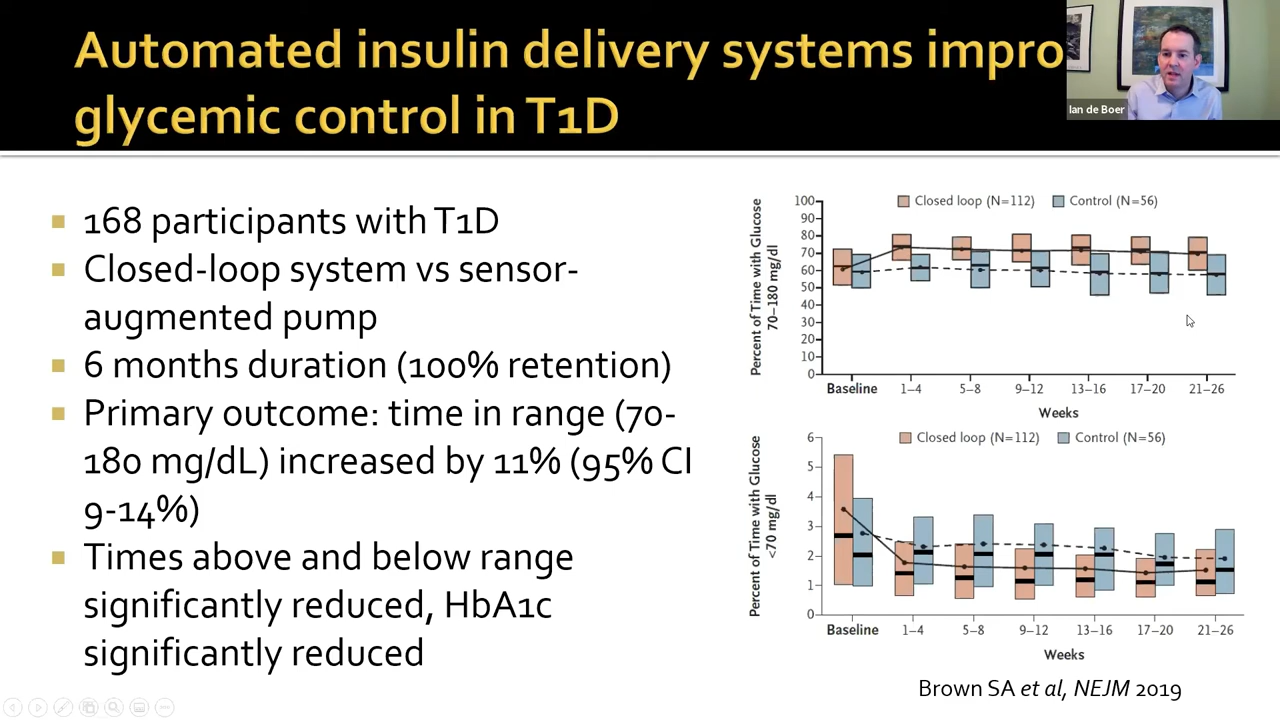 Automated insulin delivery systems impro
glycemic control in T1D
Ian de Boer
168 participants with T1D
Closed-loop system vs sensor-
augmented pump
6 months duration (100% retention)
Primary outcome: time in range (70-
180 mg/dL) increased by 11% (95% CI
9-14%)
Times above and below range
significantly reduced, HbA1c
significantly reduced
Closed loop (N=112) Control (N=56)
Percent of Time with Glucose
70–180 mg/dl
100
90
80
70
60
50
40
30
20
10
0
Baseline 1–4 5–8 9–12 13–16 17–20 21–26
Weeks
Closed loop (N=112) Control (N=56)
Percent of Time with Glucose
<70 mg/dl
6
5
4
3
2
1
0
Baseline 1–4 5–8 9–12 13–16 17–20 21–26
Weeks
Brown SA et al, NEJM 2019